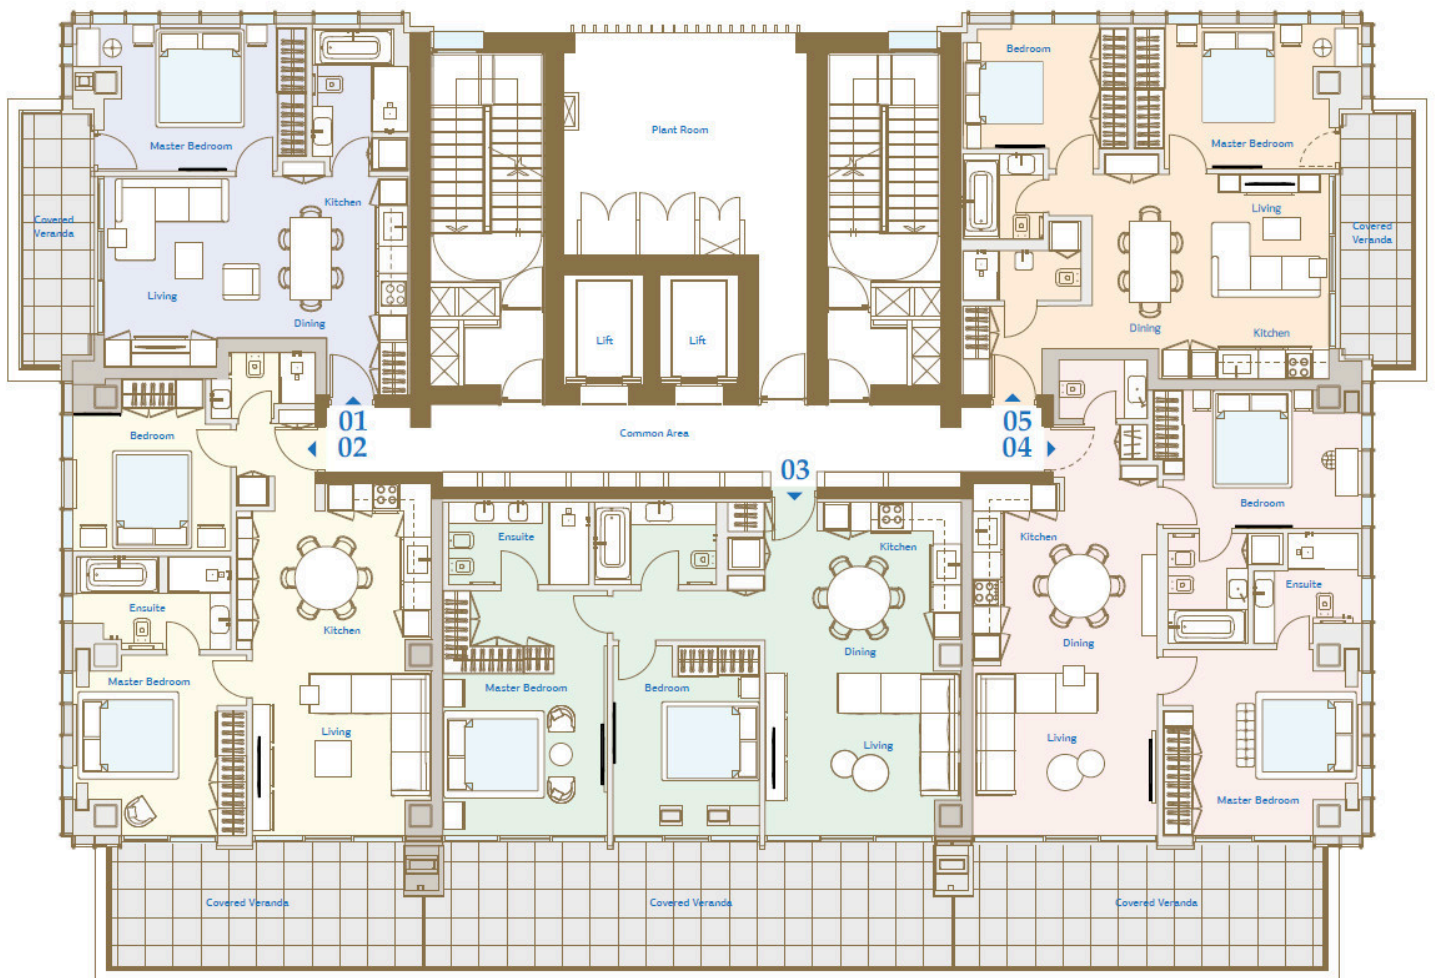 Bedroom
Master Bedroom
Plant Room
Master Bedroom
Kitchen
Living
Covered
Veranda
Covered
Veranda
Living
Dining
Dining
Kitchen
Lift
Lift
01
02
05
04
Common Area
Bedroom
03
Bedroom
Ensuite
Kitchen
Kitchen
Ensuite
Ensuite
Kitchen
Dining
Dining
Master Bedroom
Master Bedroom
Bedroom
Living
Living
Living
Master Bedroom
Covered Veranda
Covered Veranda
Covered Veranda